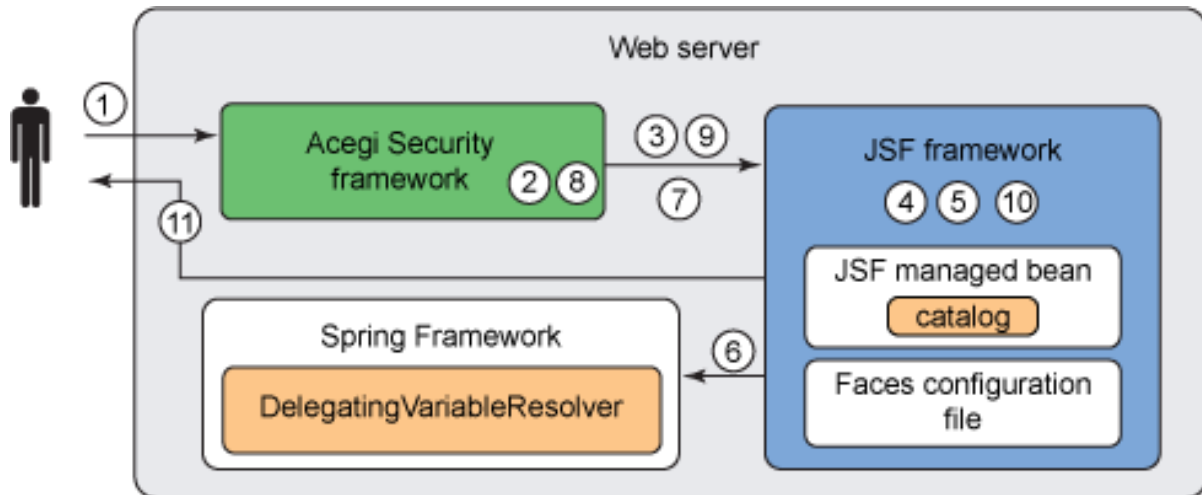 Web server
1
Acegi Security
framework
2 8
3 9
7
JSF framework
4 5 10
11
JSF managed bean
catalog
Spring Framework
DelegatingVariableResolver
6
Faces configuration
file